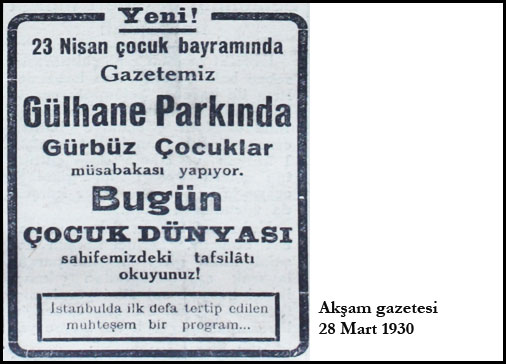 Yeni!
23 Nisan çocuk bayramında
Gazetemiz
Gülhane Parkında
Gürbüz Çocuklar
müsabakası yapıyor.
Bugün
ÇOCUK DÜNYASI
sahifemizdeki tafsilâtı
okuyunuz!
İstanbulda ilk defa tertip edilen
muhteşem bir program...
Akşam gazetesi
28 Mart 1930